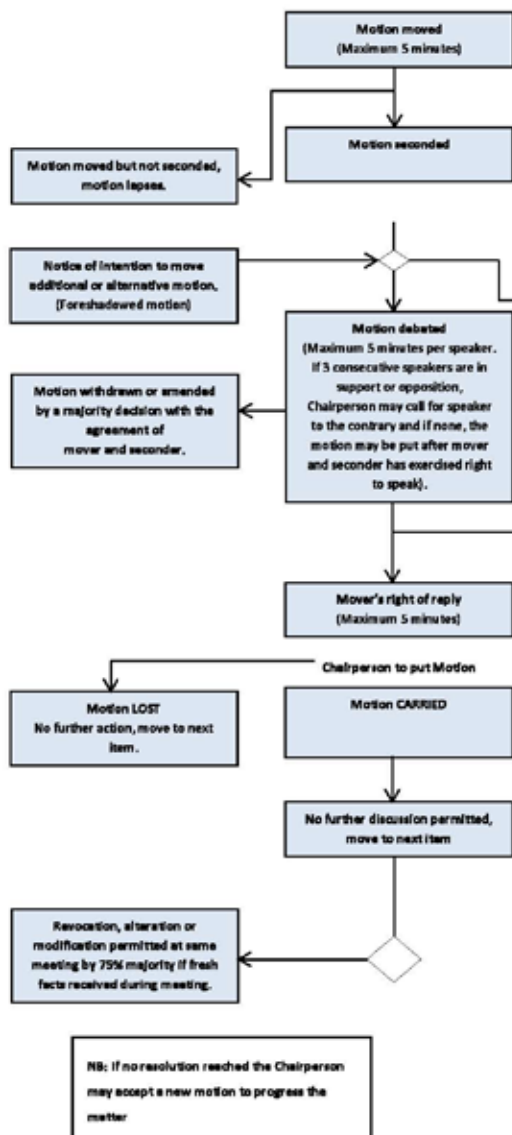 Motion moved
(Maximum 5 minutes)
Motion seconded
Motion moved but not seconded,
motion lapses.
Notice of intention to move
additional or alternative motion.
(Foreshadowed motion)
Motion debated
(Maximum 5 minutes per speaker.
If 3 consecutive speakers are in
support or opposition,
Chairperson may call for speaker
to the contrary and if none, the
motion may be put after mover
and seconder has exercised right
to speak).
Motion withdrawn or amended
by a majority decision with the
agreement of
mover and seconder.
Mover's right of reply
(Maximum 5 minutes)
Chairperson to put Motion
Motion LOST
No further action, move to next
item.
Motion CARRIED
No further discussion permitted,
move to next item
Revocation, alteration or
modification permitted at same
meeting by 75% majority if fresh
facts received during meeting.
NB: If no resolution reached the Chairperson
may accept a new motion to progress the
matter